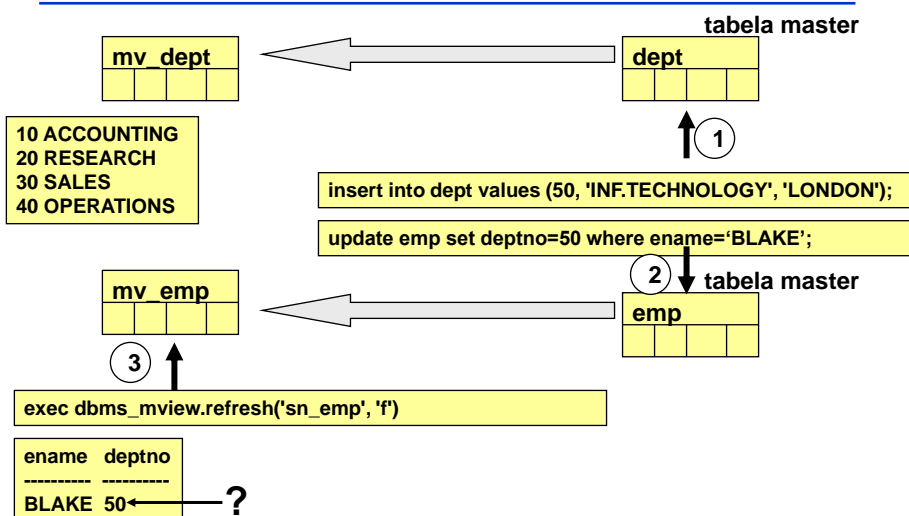 tabela master
mv_dept
dept
10 ACCOUNTING
20 RESEARCH
30 SALES
40 OPERATIONS
1
insert into dept values (50, 'INF.TECHNOLOGY', 'LONDON');
update emp set deptno=50 where ename=‘BLAKE’;
2
tabela master
mv_emp
emp
3
exec dbms_mview.refresh('sn_emp', 'f')
ename deptno
---------- ----------
BLAKE 50
?